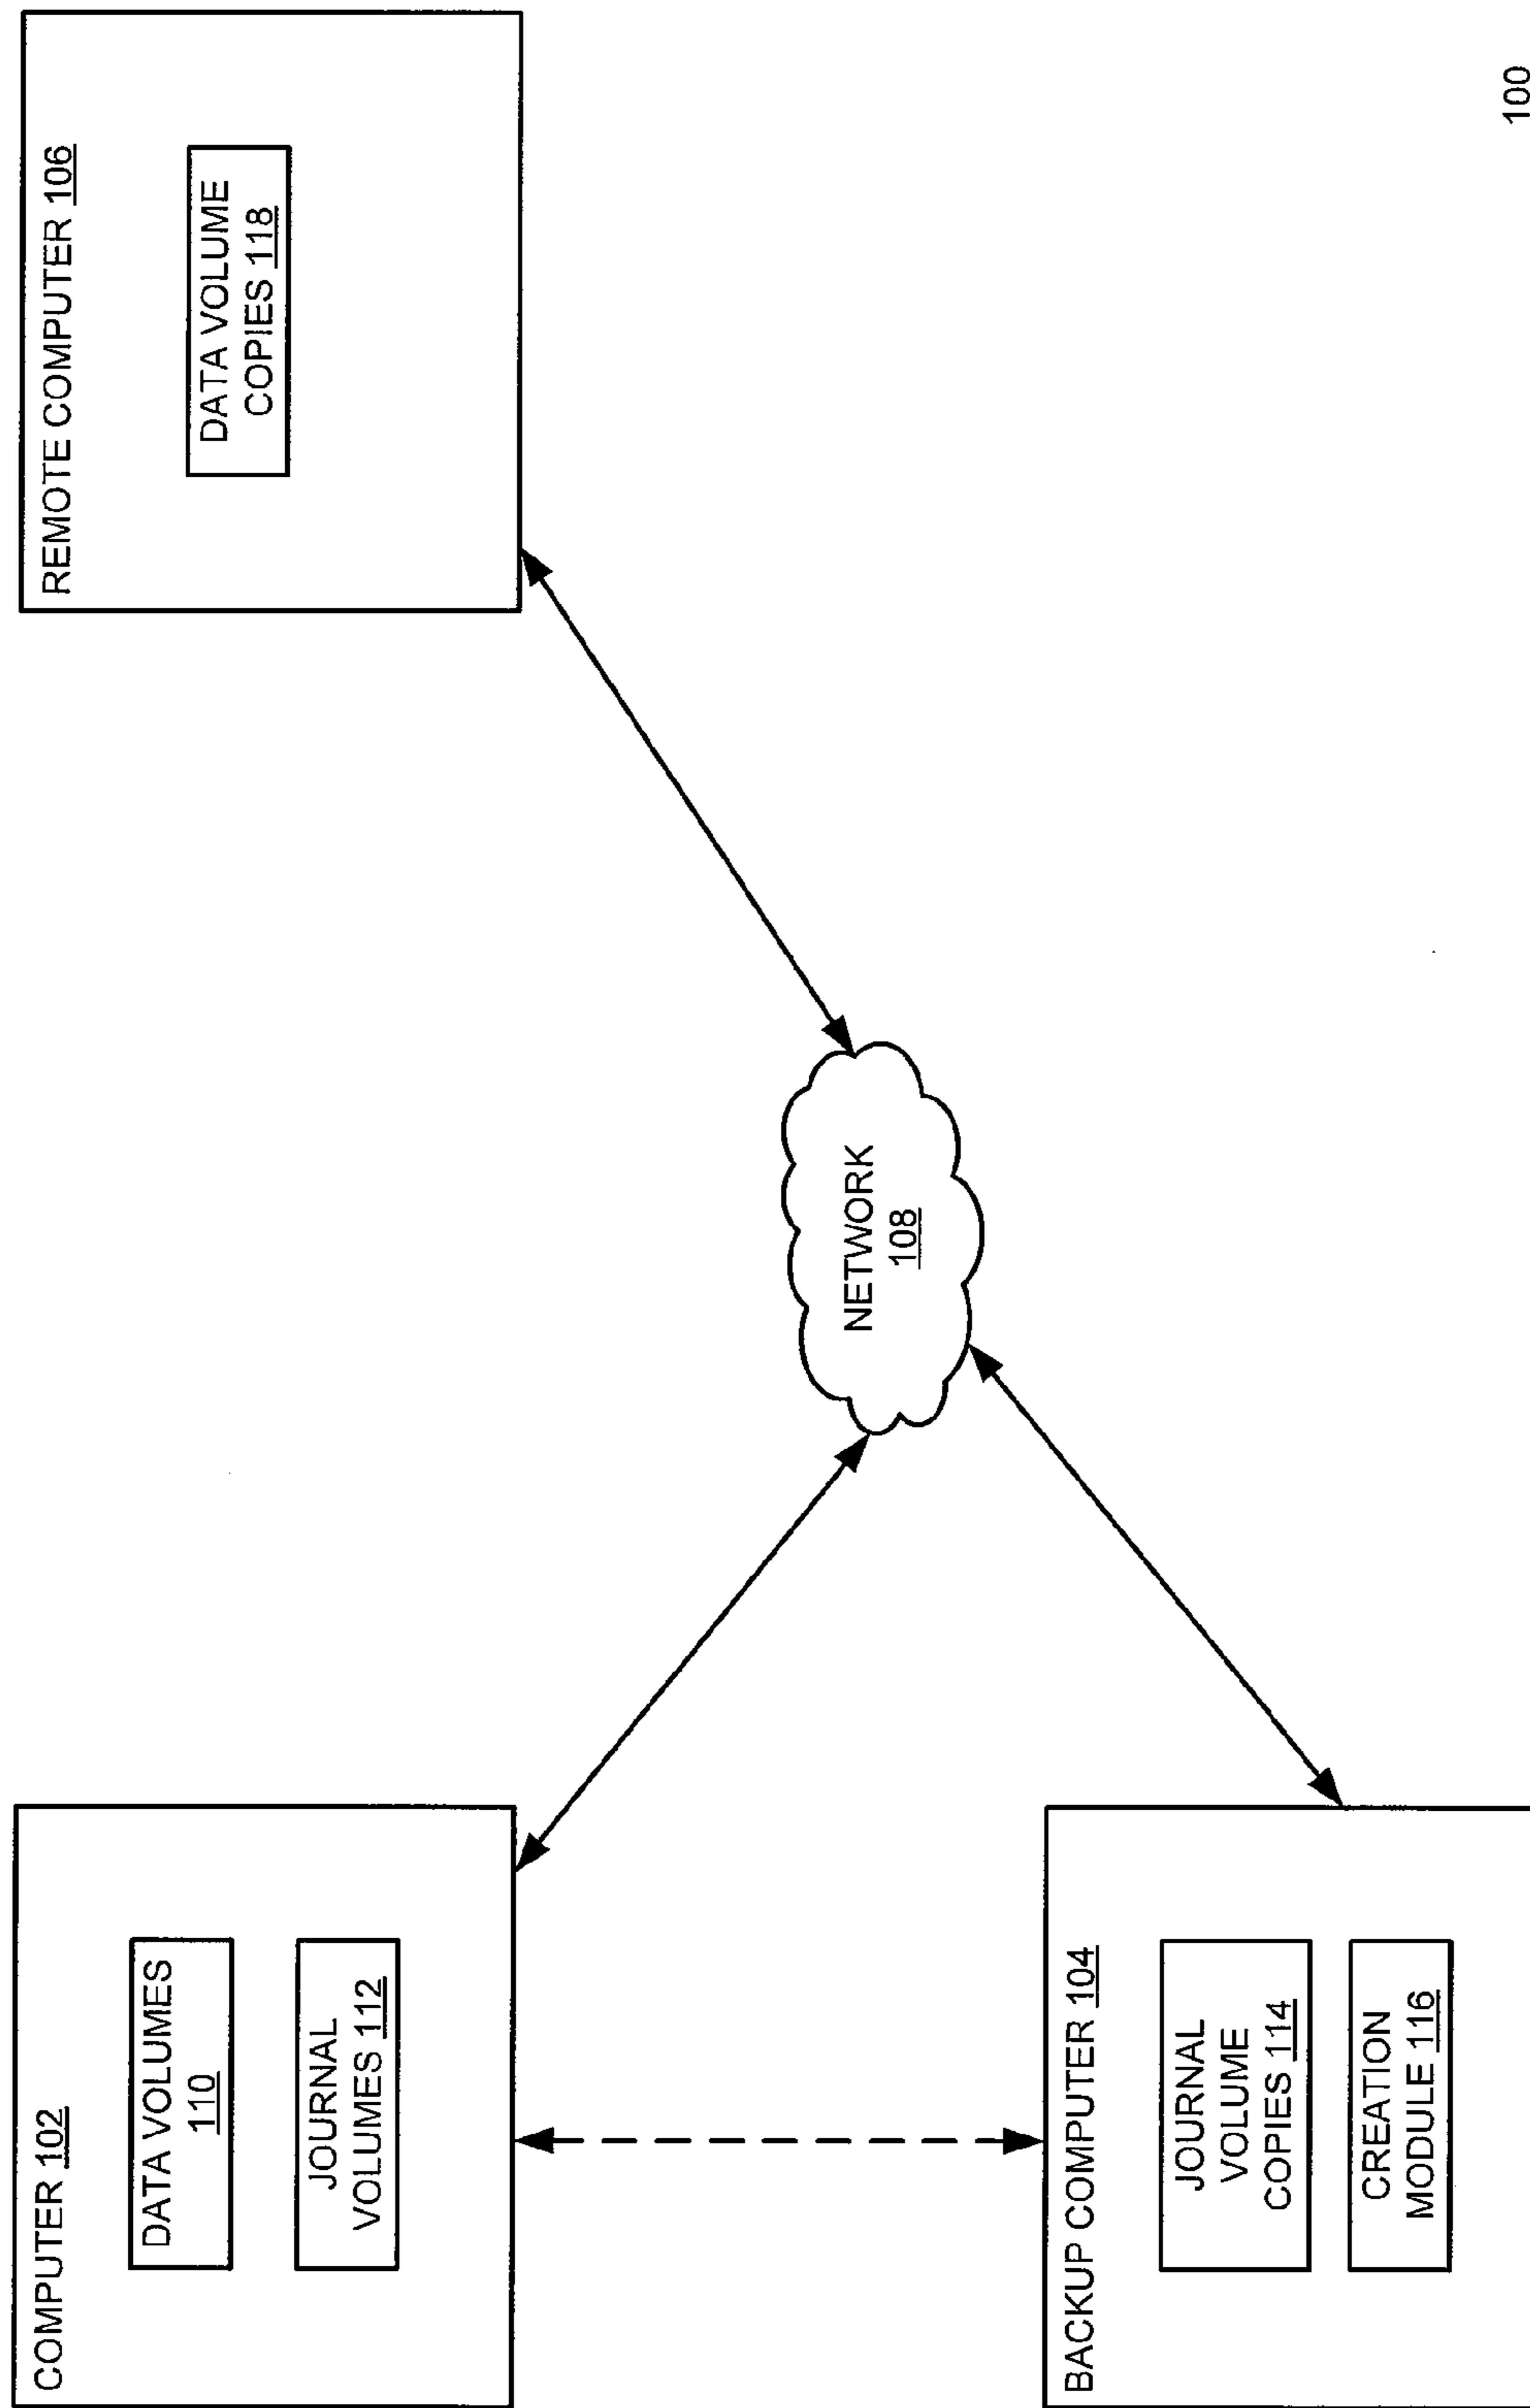 COMPUTER 102
DATA VOLUMES
110
JOURNAL
VOLUMES 112
BACKUP COMPUTER 104
JOURNAL
VOLUME
COPIES 114
CREATION
MODULE 116
NETWORK
108
REMOTE COMPUTER 106
DATA VOLUME
COPIES 118
100